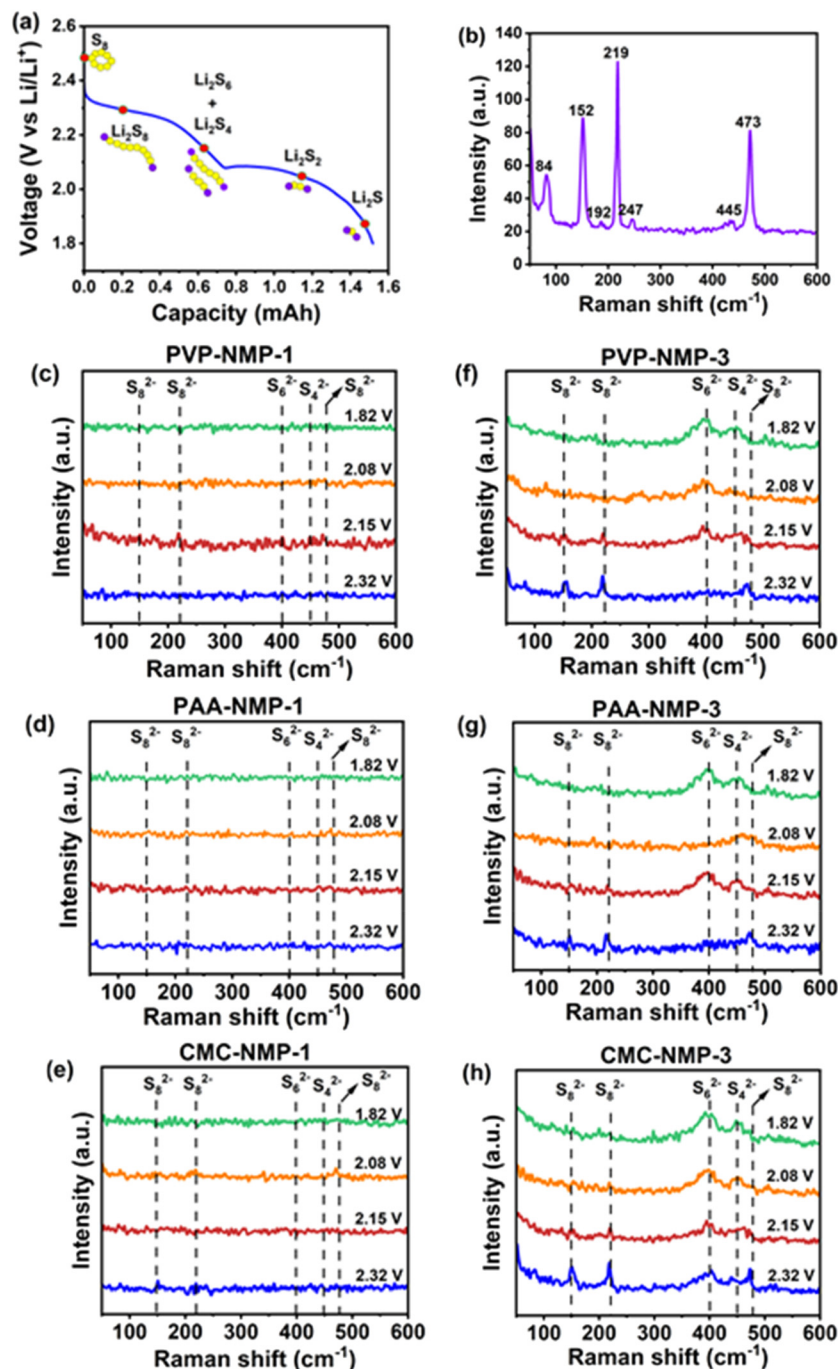 (a)
2.6
2.4
2.2
2.0
1.8
Voltage (V vs Li/Li⁺)
S₈
Li₂S₈
Li₂S₆
+
Li₂S₄
Li₂S₂
Li₂S
0.0 0.2 0.4 0.6 0.8 1.0 1.2 1.4 1.6
Capacity (mAh)
(b)
140
120
100
80
60
40
20
0
Intensity (a.u.)
84
152
192
219
247
445
473
100 200 300 400 500 600
Raman shift (cm⁻¹)
PVP-NMP-1
(c)
S₈²⁻ S₈²⁻ S₆²⁻ S₄²⁻ S₈²⁻
1.82 V
2.08 V
2.15 V
2.32 V
Intensity (a.u.)
100 200 300 400 500 600
Raman shift (cm⁻¹)
PVP-NMP-3
(f)
S₈²⁻ S₈²⁻ S₆²⁻ S₄²⁻ S₈²⁻
1.82 V
2.08 V
2.15 V
2.32 V
Intensity (a.u.)
100 200 300 400 500 600
Raman shift (cm⁻¹)
PAA-NMP-1
(d)
S₈²⁻ S₈²⁻ S₆²⁻ S₄²⁻ S₈²⁻
1.82 V
2.08 V
2.15 V
2.32 V
Intensity (a.u.)
100 200 300 400 500 600
Raman shift (cm⁻¹)
PAA-NMP-3
(g)
S₈²⁻ S₈²⁻ S₆²⁻ S₄²⁻ S₈²⁻
1.82 V
2.08 V
2.15 V
2.32 V
Intensity (a.u.)
100 200 300 400 500 600
Raman shift (cm⁻¹)
CMC-NMP-1
(e)
S₈²⁻ S₈²⁻ S₆²⁻ S₄²⁻ S₈²⁻
1.82 V
2.08 V
2.15 V
2.32 V
Intensity (a.u.)
100 200 300 400 500 600
Raman shift (cm⁻¹)
CMC-NMP-3
(h)
S₈²⁻ S₈²⁻ S₆²⁻ S₄²⁻ S₈²⁻
1.82 V
2.08 V
2.15 V
2.32 V
Intensity (a.u.)
100 200 300 400 500 600
Raman shift (cm⁻¹)